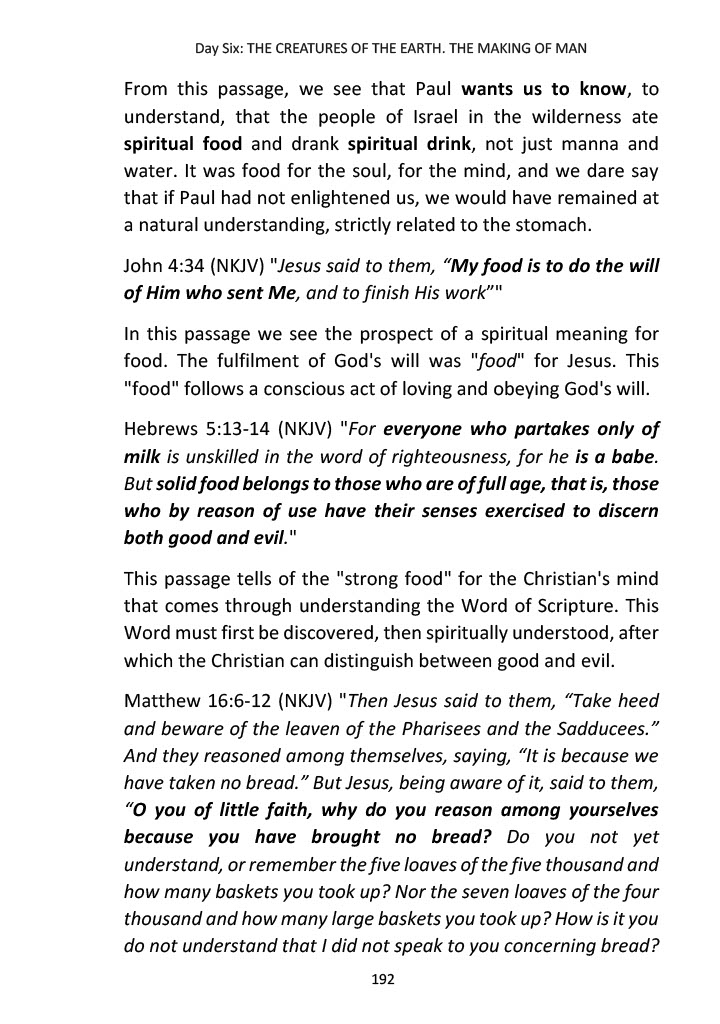 Day Six: THE CREATURES OF THE EARTH. THE MAKING OF MAN
From this passage, we see that Paul wants us to know, to
understand, that the people of Israel in the wilderness ate
spiritual food and drank spiritual drink, not just manna and
water. It was food for the soul, for the mind, and we dare say
that if Paul had not enlightened us, we would have remained at
a natural understanding, strictly related to the stomach.
John 4:34 (NKJV) "Jesus said to them, “My food is to do the will
of Him who sent Me, and to finish His work”"
In this passage we see the prospect of a spiritual meaning for
food. The fulfilment of God's will was "food" for Jesus. This
"food" follows a conscious act of loving and obeying God's will.
Hebrews 5:13-14 (NKJV) "For everyone who partakes only of
milk is unskilled in the word of righteousness, for he is a babe.
But solid food belongs to those who are of full age, that is, those
who by reason of use have their senses exercised to discern
both good and evil."
This passage tells of the "strong food" for the Christian's mind
that comes through understanding the Word of Scripture. This
Word must first be discovered, then spiritually understood, after
which the Christian can distinguish between good and evil.
Matthew 16:6-12 (NKJV) "Then Jesus said to them, “Take heed
and beware of the leaven of the Pharisees and the Sadducees.”
And they reasoned among themselves, saying, “It is because we
have taken no bread.” But Jesus, being aware of it, said to them,
“O you of little faith, why do you reason among yourselves
because you have brought no bread? Do you not yet
understand, or remember the five loaves of the five thousand and
how many baskets you took up? Nor the seven loaves of the four
thousand and how many large baskets you took up? How is it you
do not understand that I did not speak to you concerning bread?
192